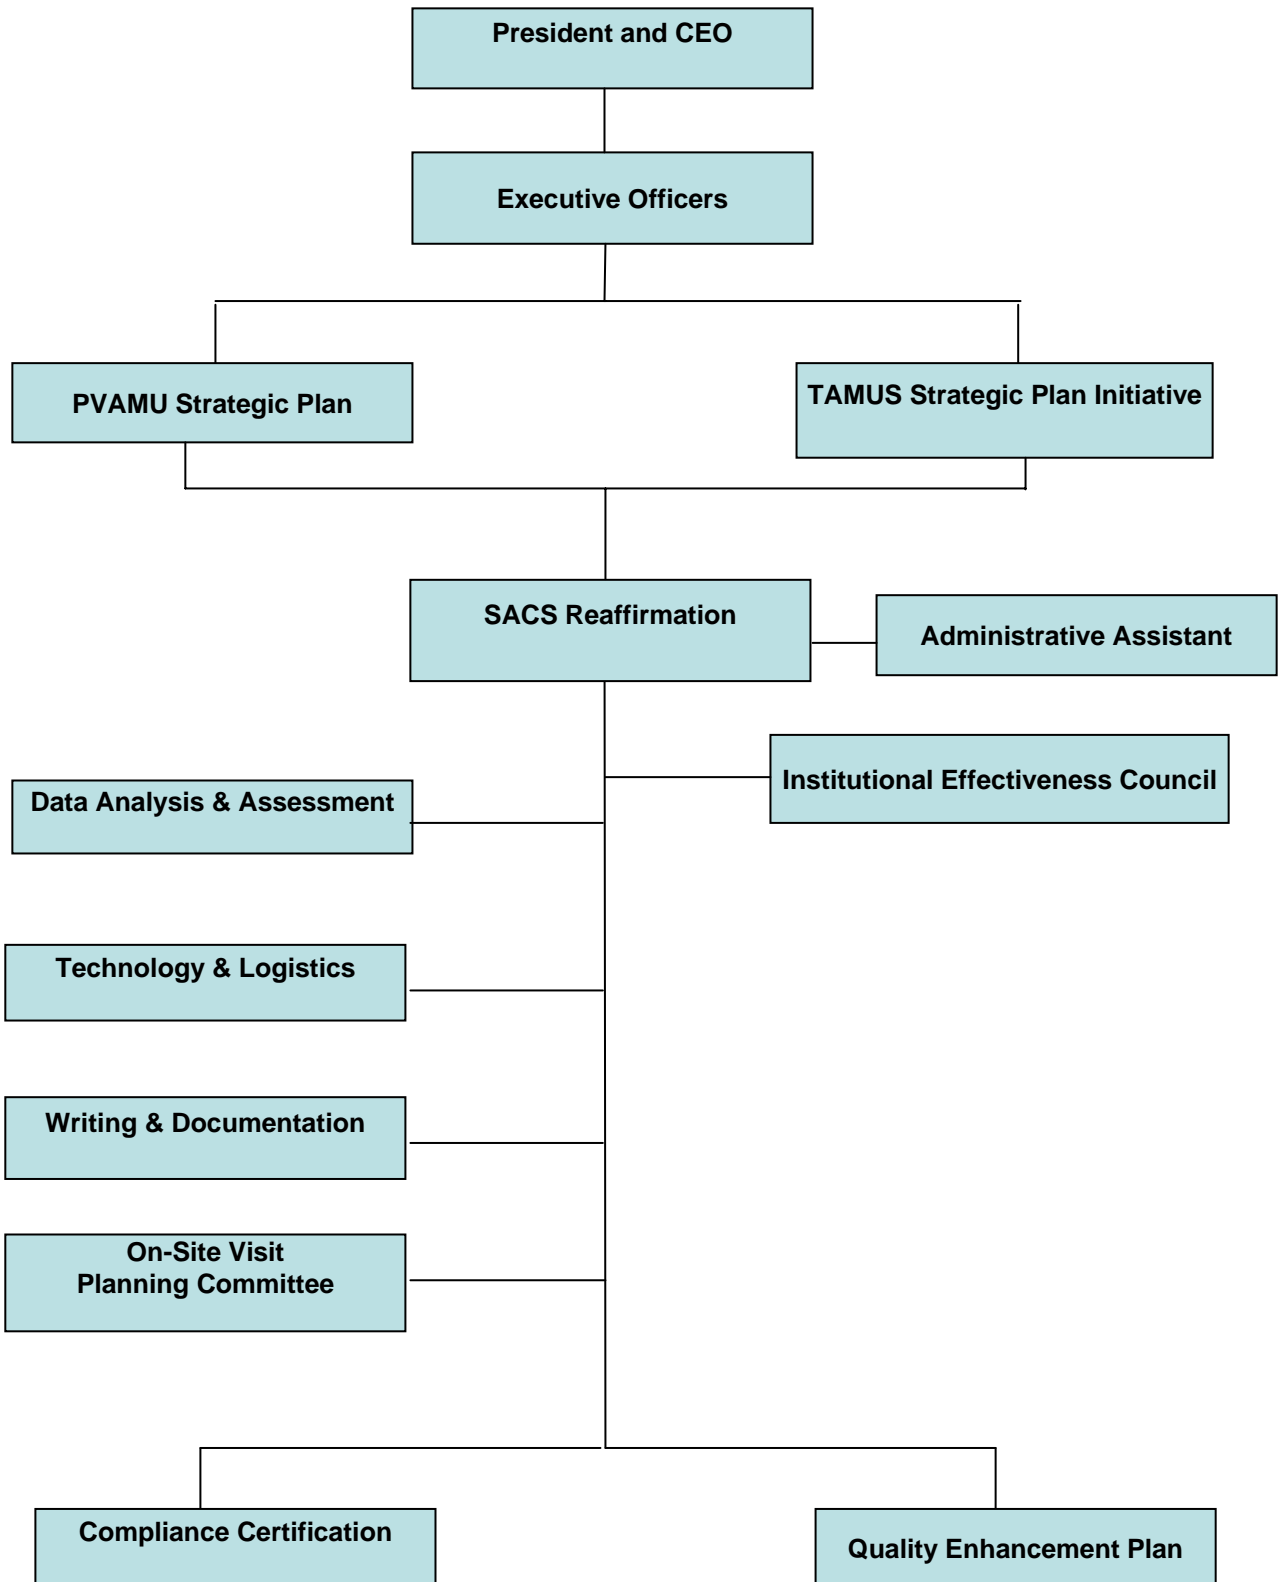 President and CEO
Executive Officers
PVAMU Strategic Plan
TAMUS Strategic Plan Initiative
SACS Reaffirmation
Administrative Assistant
Institutional Effectiveness Council
Data Analysis & Assessment
Technology & Logistics
Writing & Documentation
On-Site Visit
Planning Committee
Compliance Certification
Quality Enhancement Plan